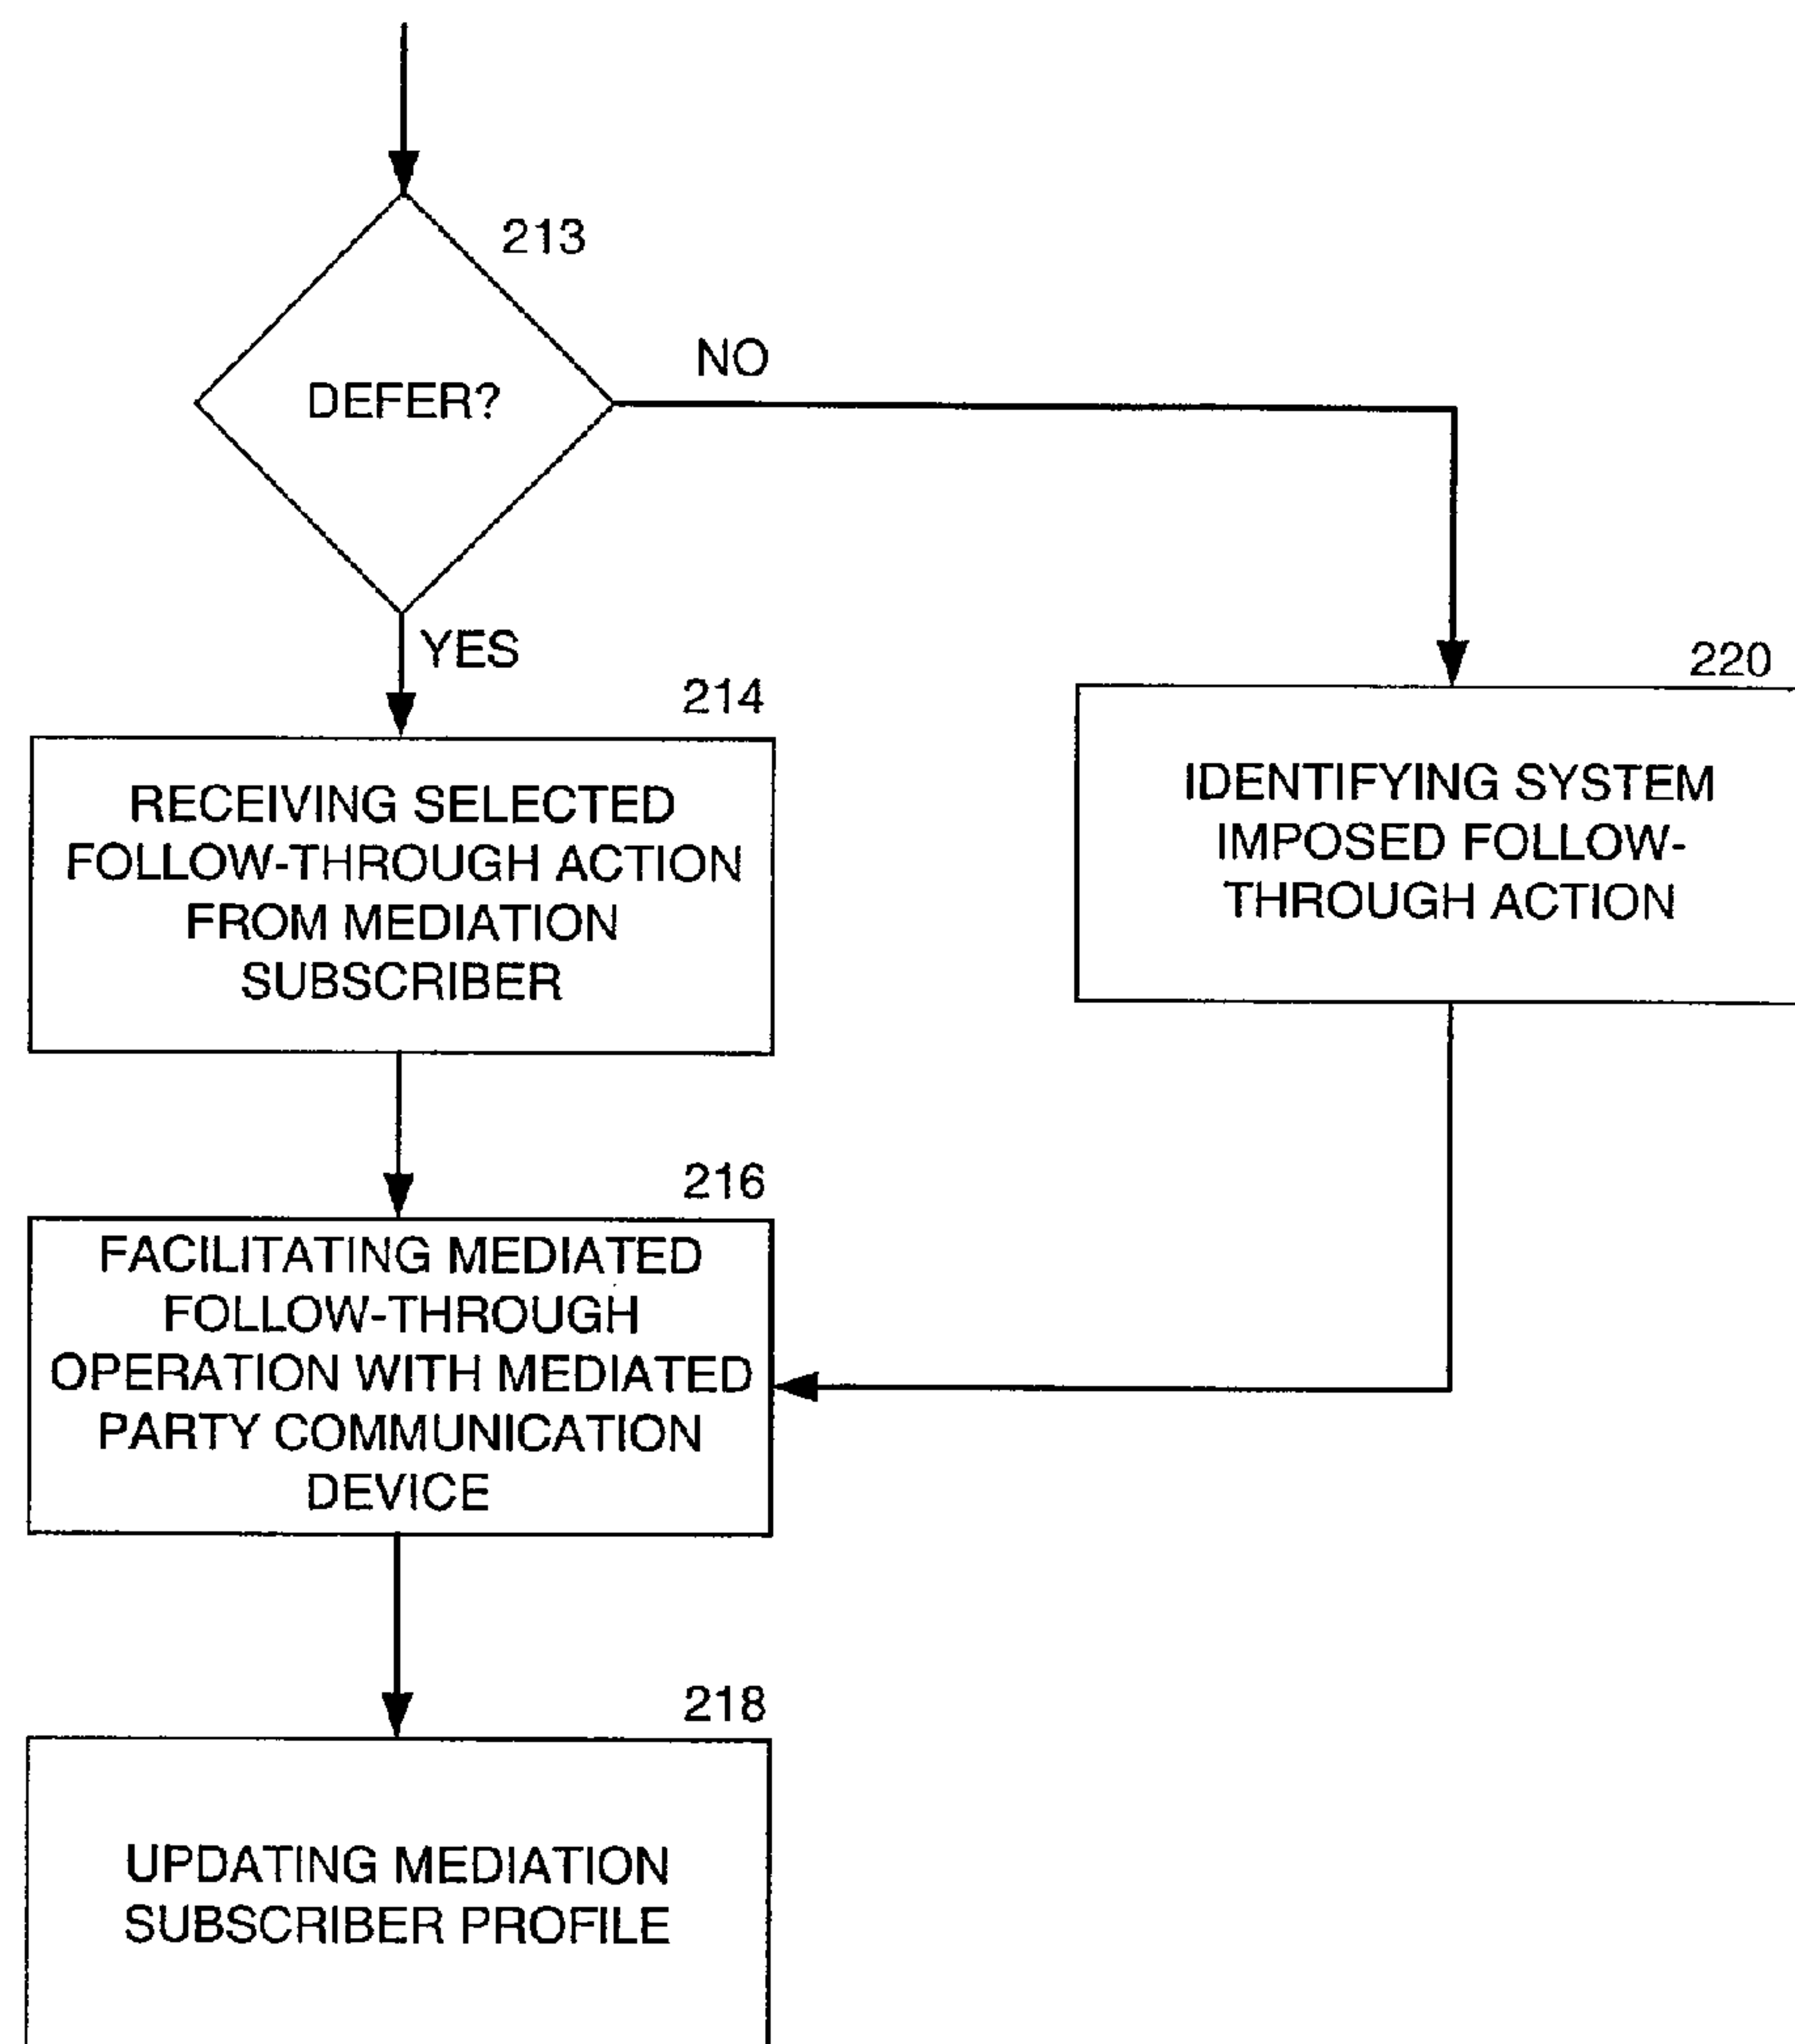 213
DEFER?
NO
YES
214
RECEIVING SELECTED
FOLLOW-THROUGH ACTION
FROM MEDIATION
SUBSCRIBER
220
IDENTIFYING SYSTEM
IMPOSED FOLLOW-
THROUGH ACTION
216
FACILITATING MEDIATED
FOLLOW-THROUGH
OPERATION WITH MEDIATED
PARTY COMMUNICATION
DEVICE
218
UPDATING MEDIATION
SUBSCRIBER PROFILE